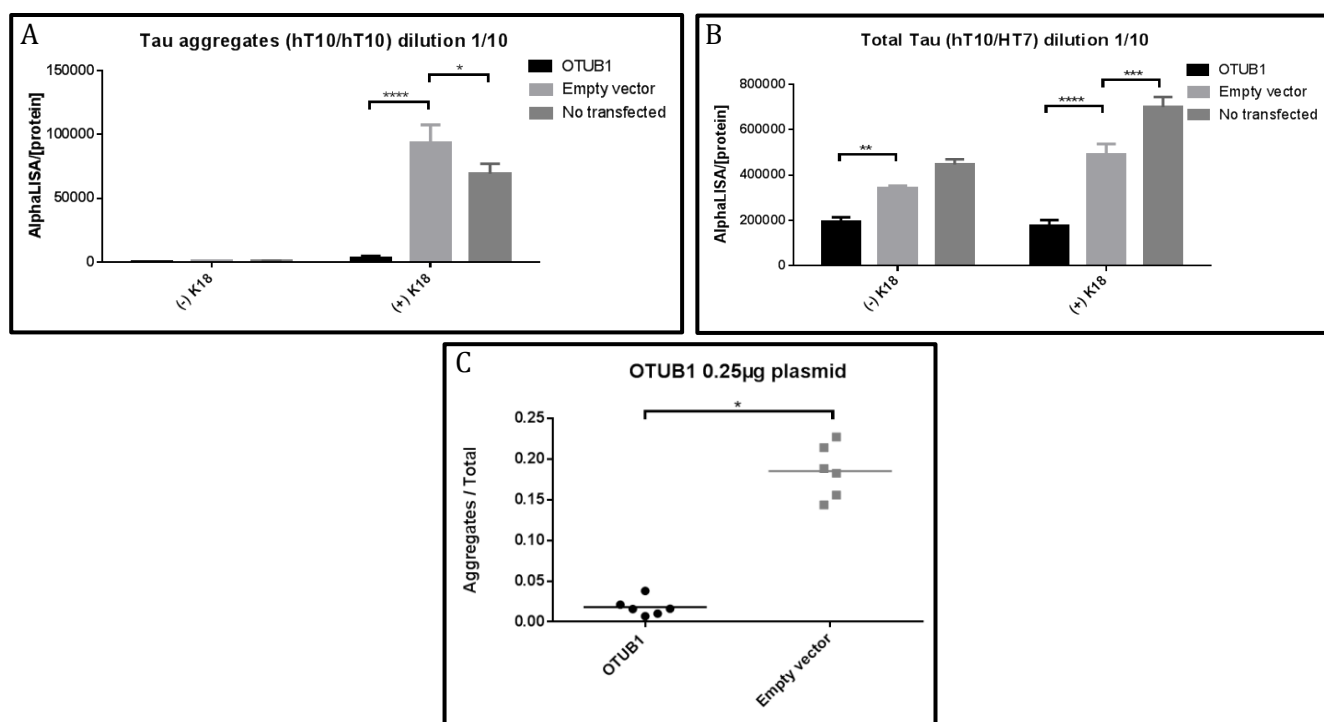 A
Tau aggregates (hT10/hT10) dilution 1/10
AlphaLISA/[protein]
150000
100000
50000
0
(-) K18
(+) K18
****
*
OTUB1
Empty vector
No transfected
B
Total Tau (hT10/HT7) dilution 1/10
AlphaLISA/[protein]
800000
600000
400000
200000
0
(-) K18
(+) K18
**
****
***
OTUB1
Empty vector
No transfected
C
OTUB1 0.25µg plasmid
*
Aggregates / Total
0.25
0.20
0.15
0.10
0.05
0.00
OTUB1
Empty vector